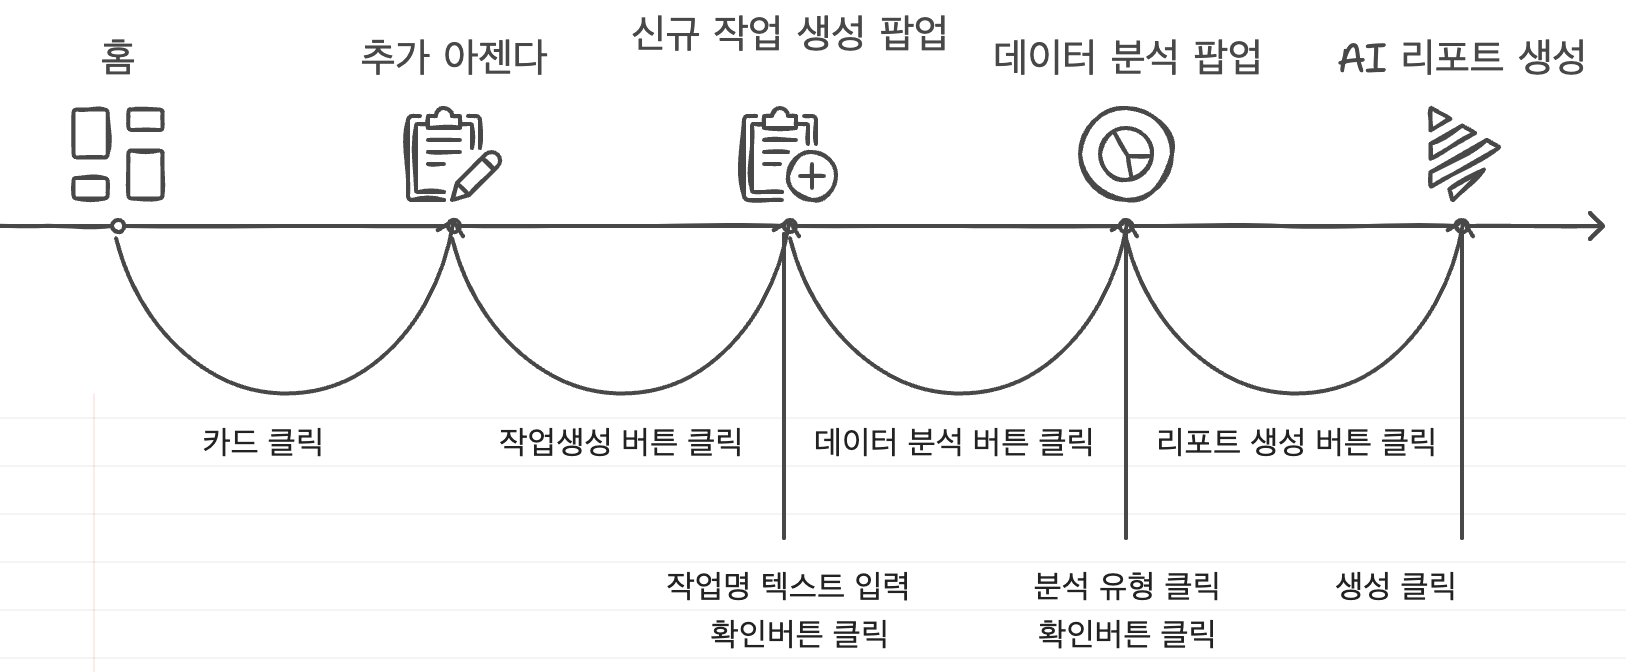 홈
추가 아젠다
신규 작업 생성 팝업
데이터 분석 팝업
AI 리포트 생성
카드 클릭
작업생성 버튼 클릭
데이터 분석 버튼 클릭
리포트 생성 버튼 클릭
작업명 텍스트 입력
확인버튼 클릭
분석 유형 클릭
확인버튼 클릭
생성 클릭